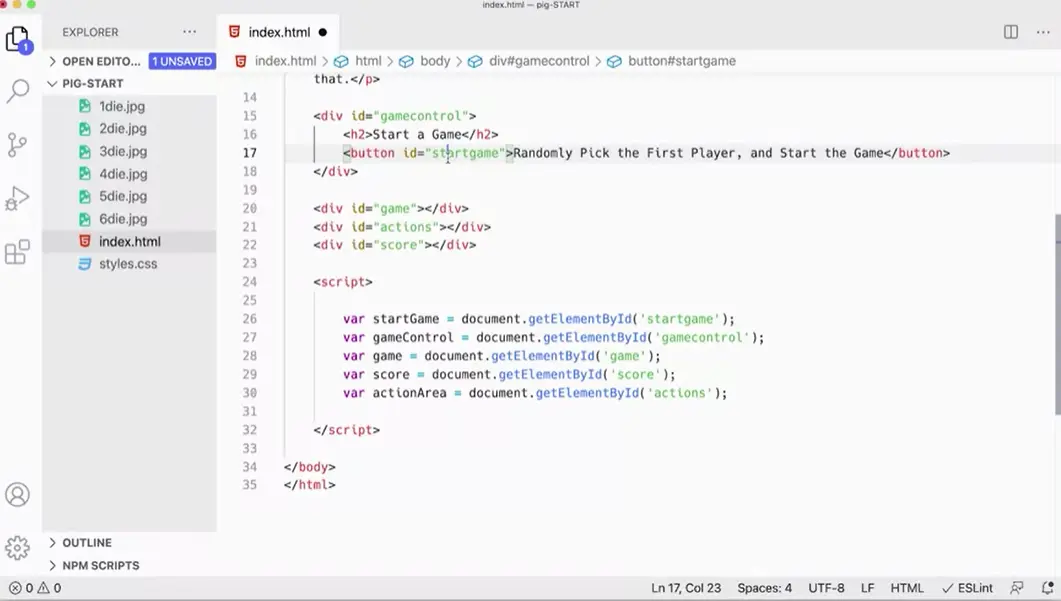 index.html — pig-START
EXPLORER ···
index.html ●
···
1
OPEN EDITO... 1 UNSAVED
index.html > html > body > div#gamecontrol > button#startgame
PIG-START
1die.jpg
2die.jpg
3die.jpg
4die.jpg
5die.jpg
6die.jpg
index.html
styles.css
OUTLINE
NPM SCRIPTS
that.</p>
14
15 <div id="gamecontrol">
16 <h2>Start a Game</h2>
17 <button id="startgame">Randomly Pick the First Player, and Start the Game</button>
18 </div>
19
20 <div id="game"></div>
21 <div id="actions"></div>
22 <div id="score"></div>
23
24 <script>
25
26 var startGame = document.getElementById('startgame');
27 var gameControl = document.getElementById('gamecontrol');
28 var game = document.getElementById('game');
29 var score = document.getElementById('score');
30 var actionArea = document.getElementById('actions');
31
32 </script>
33
34 </body>
35 </html>
0 0 Ln 17, Col 23 Spaces: 4 UTF-8 LF HTML ✓ ESLint